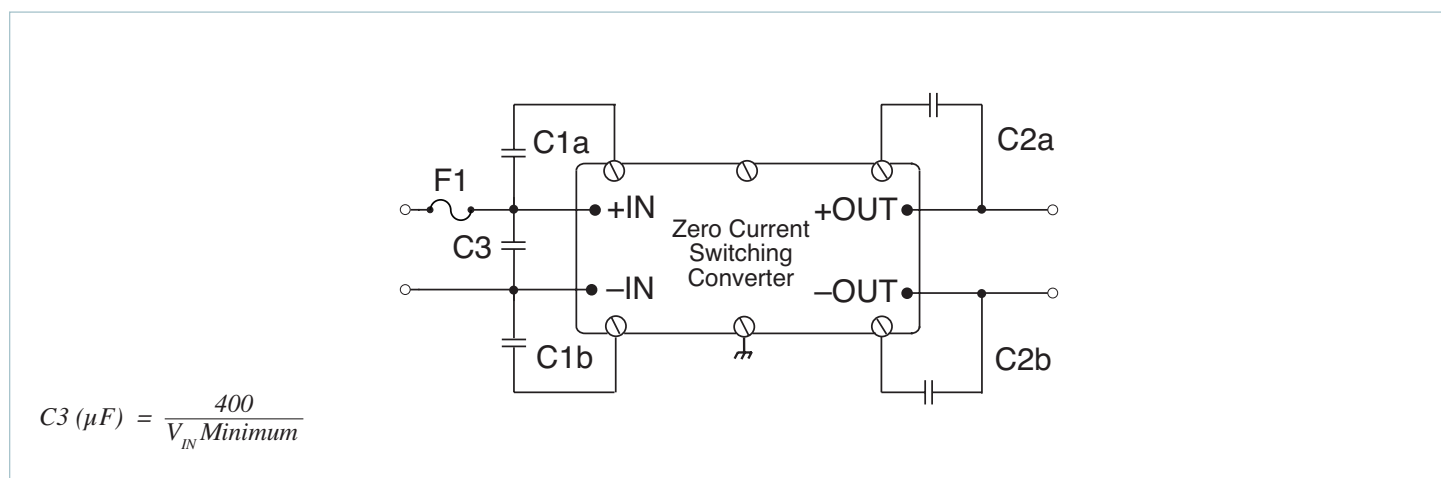 C1a
C2a
F1
+IN
+OUT
Zero Current
Switching
Converter
C3
–IN
–OUT
C1b
C2b
C3 (µF) = 400
V_IN Minimum